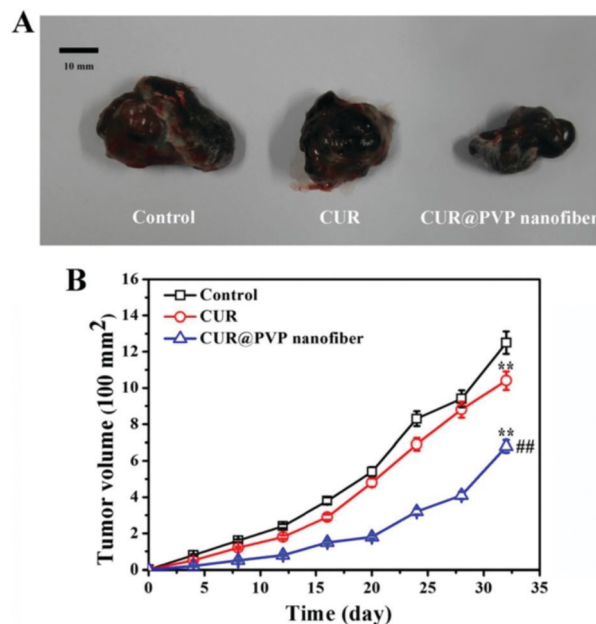 A
10 mm
Control CUR CUR@PVP nanofiber
B
Control
CUR
CUR@PVP nanofiber
Tumor volume (100 mm²)
16
14
12
10
8
6
4
2
0
**
**
##
0 5 10 15 20 25 30 35
Time (day)